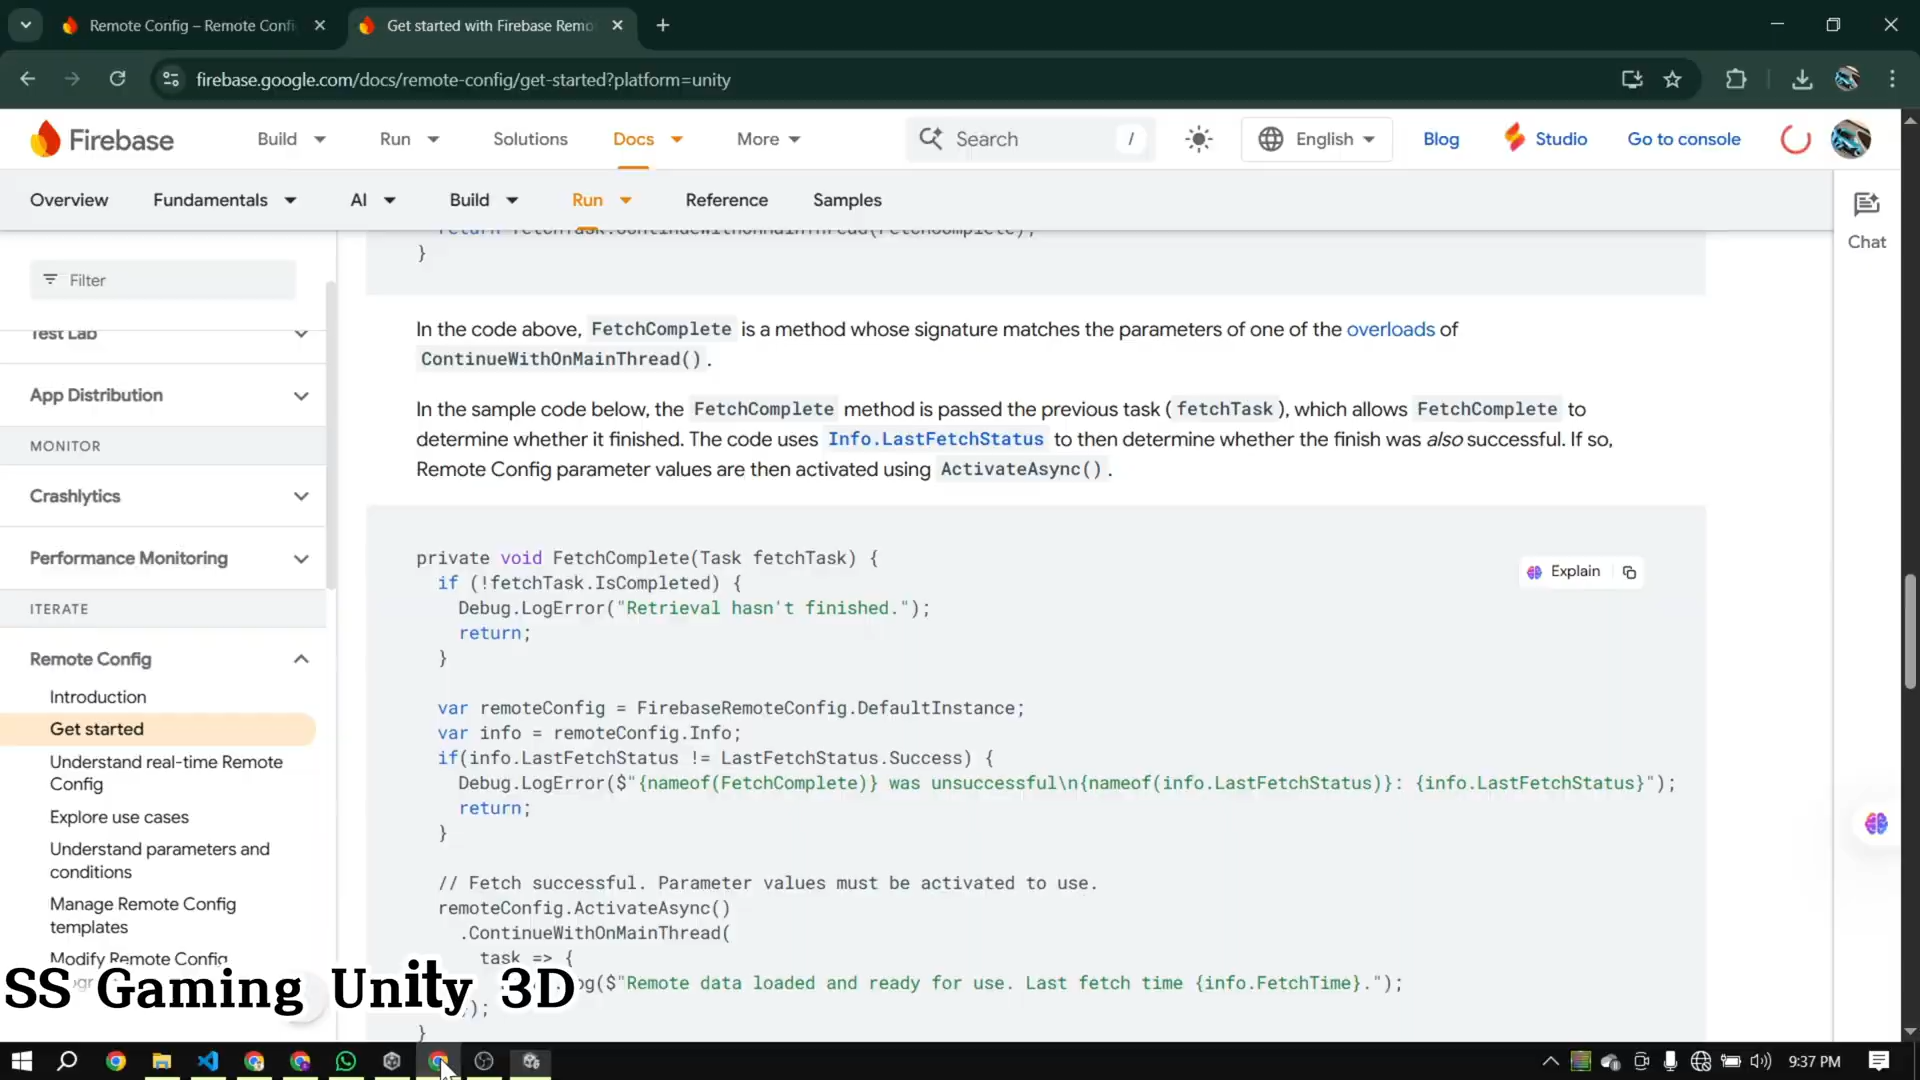 Remote Config – Remote Confi
Get started with Firebase Remo
firebase.google.com/docs/remote-config/get-started?platform=unity
Firebase
Build
Run
Solutions
Docs
More
Search
/
English
Blog
Studio
Go to console
Overview
Fundamentals
AI
Build
Run
Reference
Samples
Chat
Filter
Test Lab
App Distribution
MONITOR
Crashlytics
Performance Monitoring
ITERATE
Remote Config
Introduction
Get started
Understand real-time Remote
Config
Explore use cases
Understand parameters and
conditions
Manage Remote Config
templates
Modify Remote Config
return fetchTask.ContinueWithOnMainThread(FetchComplete);
}
In the code above, FetchComplete is a method whose signature matches the parameters of one of the overloads of
ContinueWithOnMainThread().
In the sample code below, the FetchComplete method is passed the previous task (fetchTask), which allows FetchComplete to
determine whether it finished. The code uses Info.LastFetchStatus to then determine whether the finish was also successful. If so,
Remote Config parameter values are then activated using ActivateAsync().
Explain
private void FetchComplete(Task fetchTask) {
if (!fetchTask.IsCompleted) {
Debug.LogError("Retrieval hasn't finished.");
return;
}
var remoteConfig = FirebaseRemoteConfig.DefaultInstance;
var info = remoteConfig.Info;
if(info.LastFetchStatus != LastFetchStatus.Success) {
Debug.LogError($"{nameof(FetchComplete)} was unsuccessful\n{nameof(info.LastFetchStatus)}: {info.LastFetchStatus}");
return;
}
// Fetch successful. Parameter values must be activated to use.
remoteConfig.ActivateAsync()
.ContinueWithOnMainThread(
task => {
og($"Remote data loaded and ready for use. Last fetch time {info.FetchTime}.");
});
}
SS Gaming Unity 3D
9:37 PM